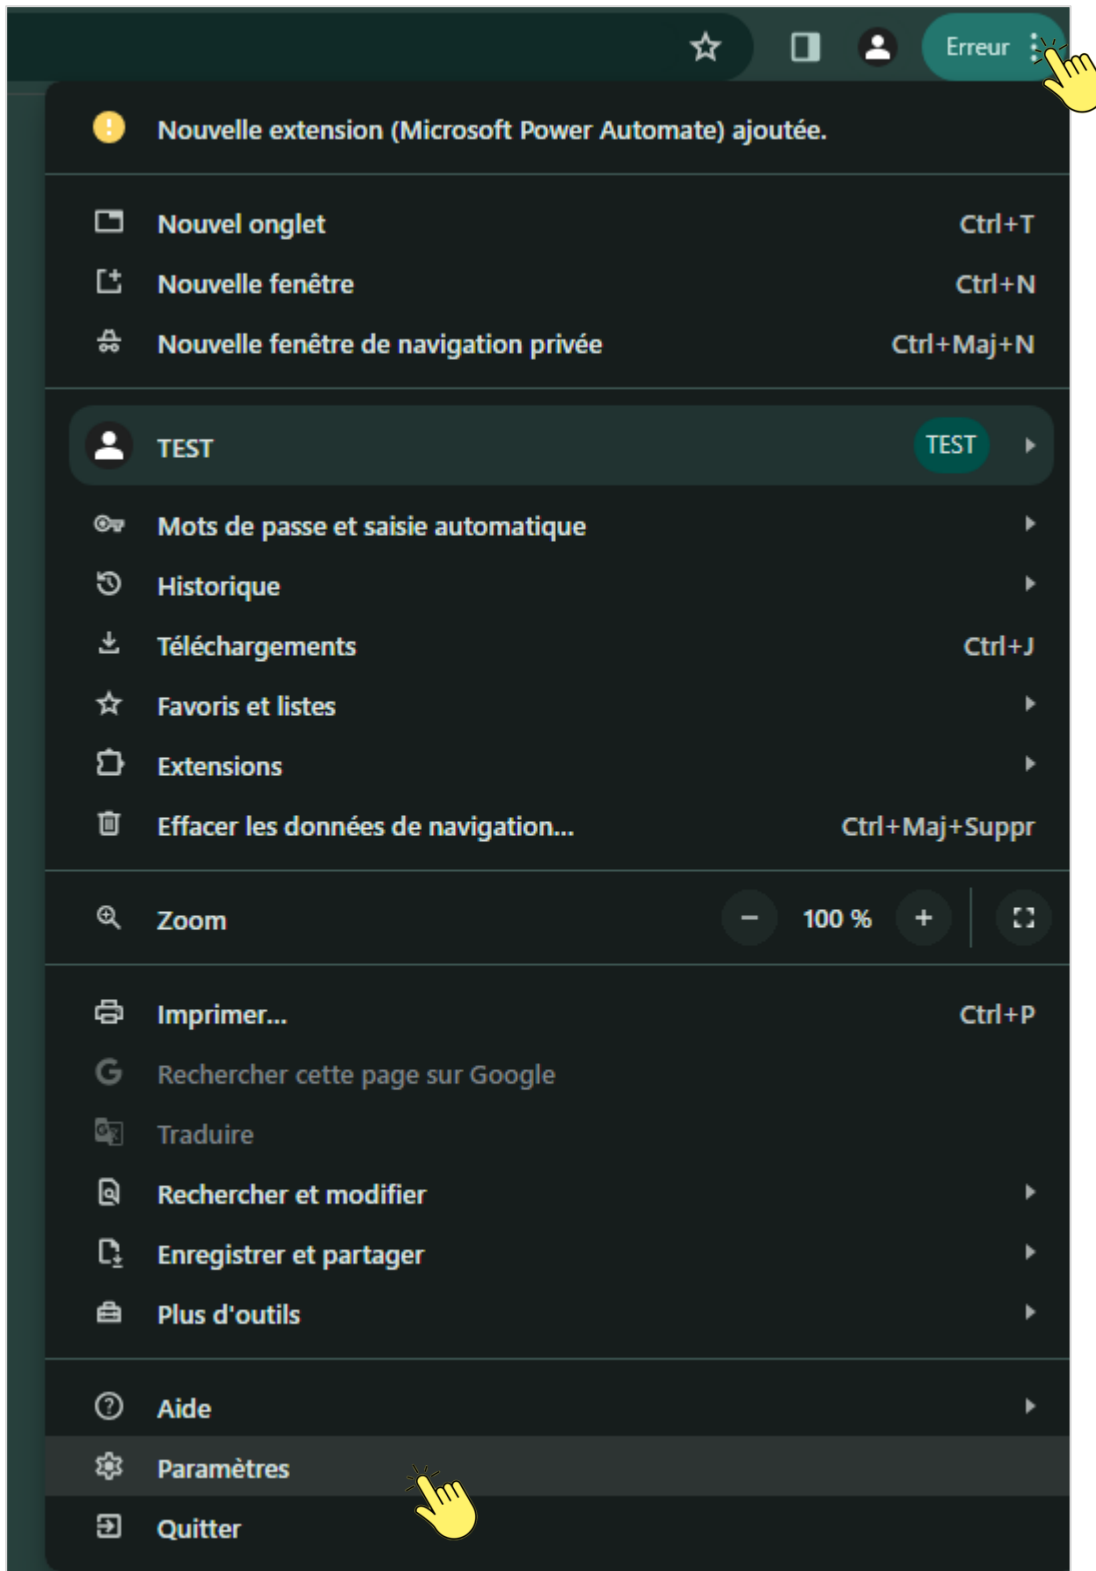 Erreur
Nouvelle extension (Microsoft Power Automate) ajoutée.
Nouvel onglet Ctrl+T
Nouvelle fenêtre Ctrl+N
Nouvelle fenêtre de navigation privée Ctrl+Maj+N
TEST TEST
Mots de passe et saisie automatique
Historique
Téléchargements Ctrl+J
Favoris et listes
Extensions
Effacer les données de navigation... Ctrl+Maj+Suppr
Zoom − 100 % +
Imprimer... Ctrl+P
Rechercher cette page sur Google
Traduire
Rechercher et modifier
Enregistrer et partager
Plus d'outils
Aide
Paramètres
Quitter